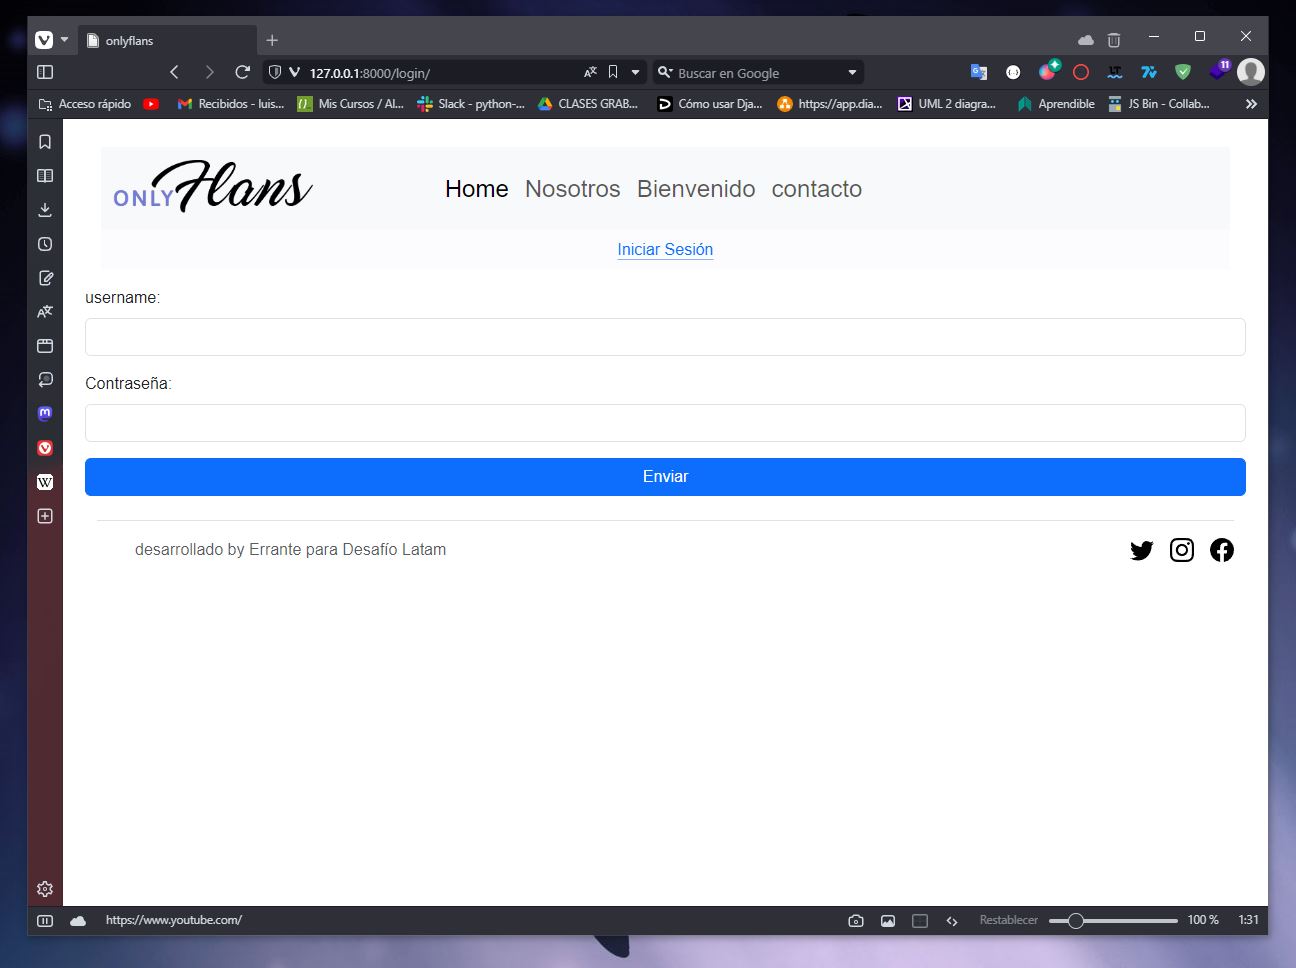 onlyflans
127.0.0.1:8000/login/
Buscar en Google
11
Acceso rápido
Recibidos - luis...
Mis Cursos / Al...
Slack - python-...
CLASES GRAB...
Cómo usar Dja...
https://app.dia...
UML 2 diagra...
Aprendible
JS Bin - Collab...
ONLY Flans
Home Nosotros Bienvenido contacto
Iniciar Sesión
username:
Contraseña:
Enviar
desarrollado by Errante para Desafío Latam
https://www.youtube.com/
Restablecer
100 %
1:31